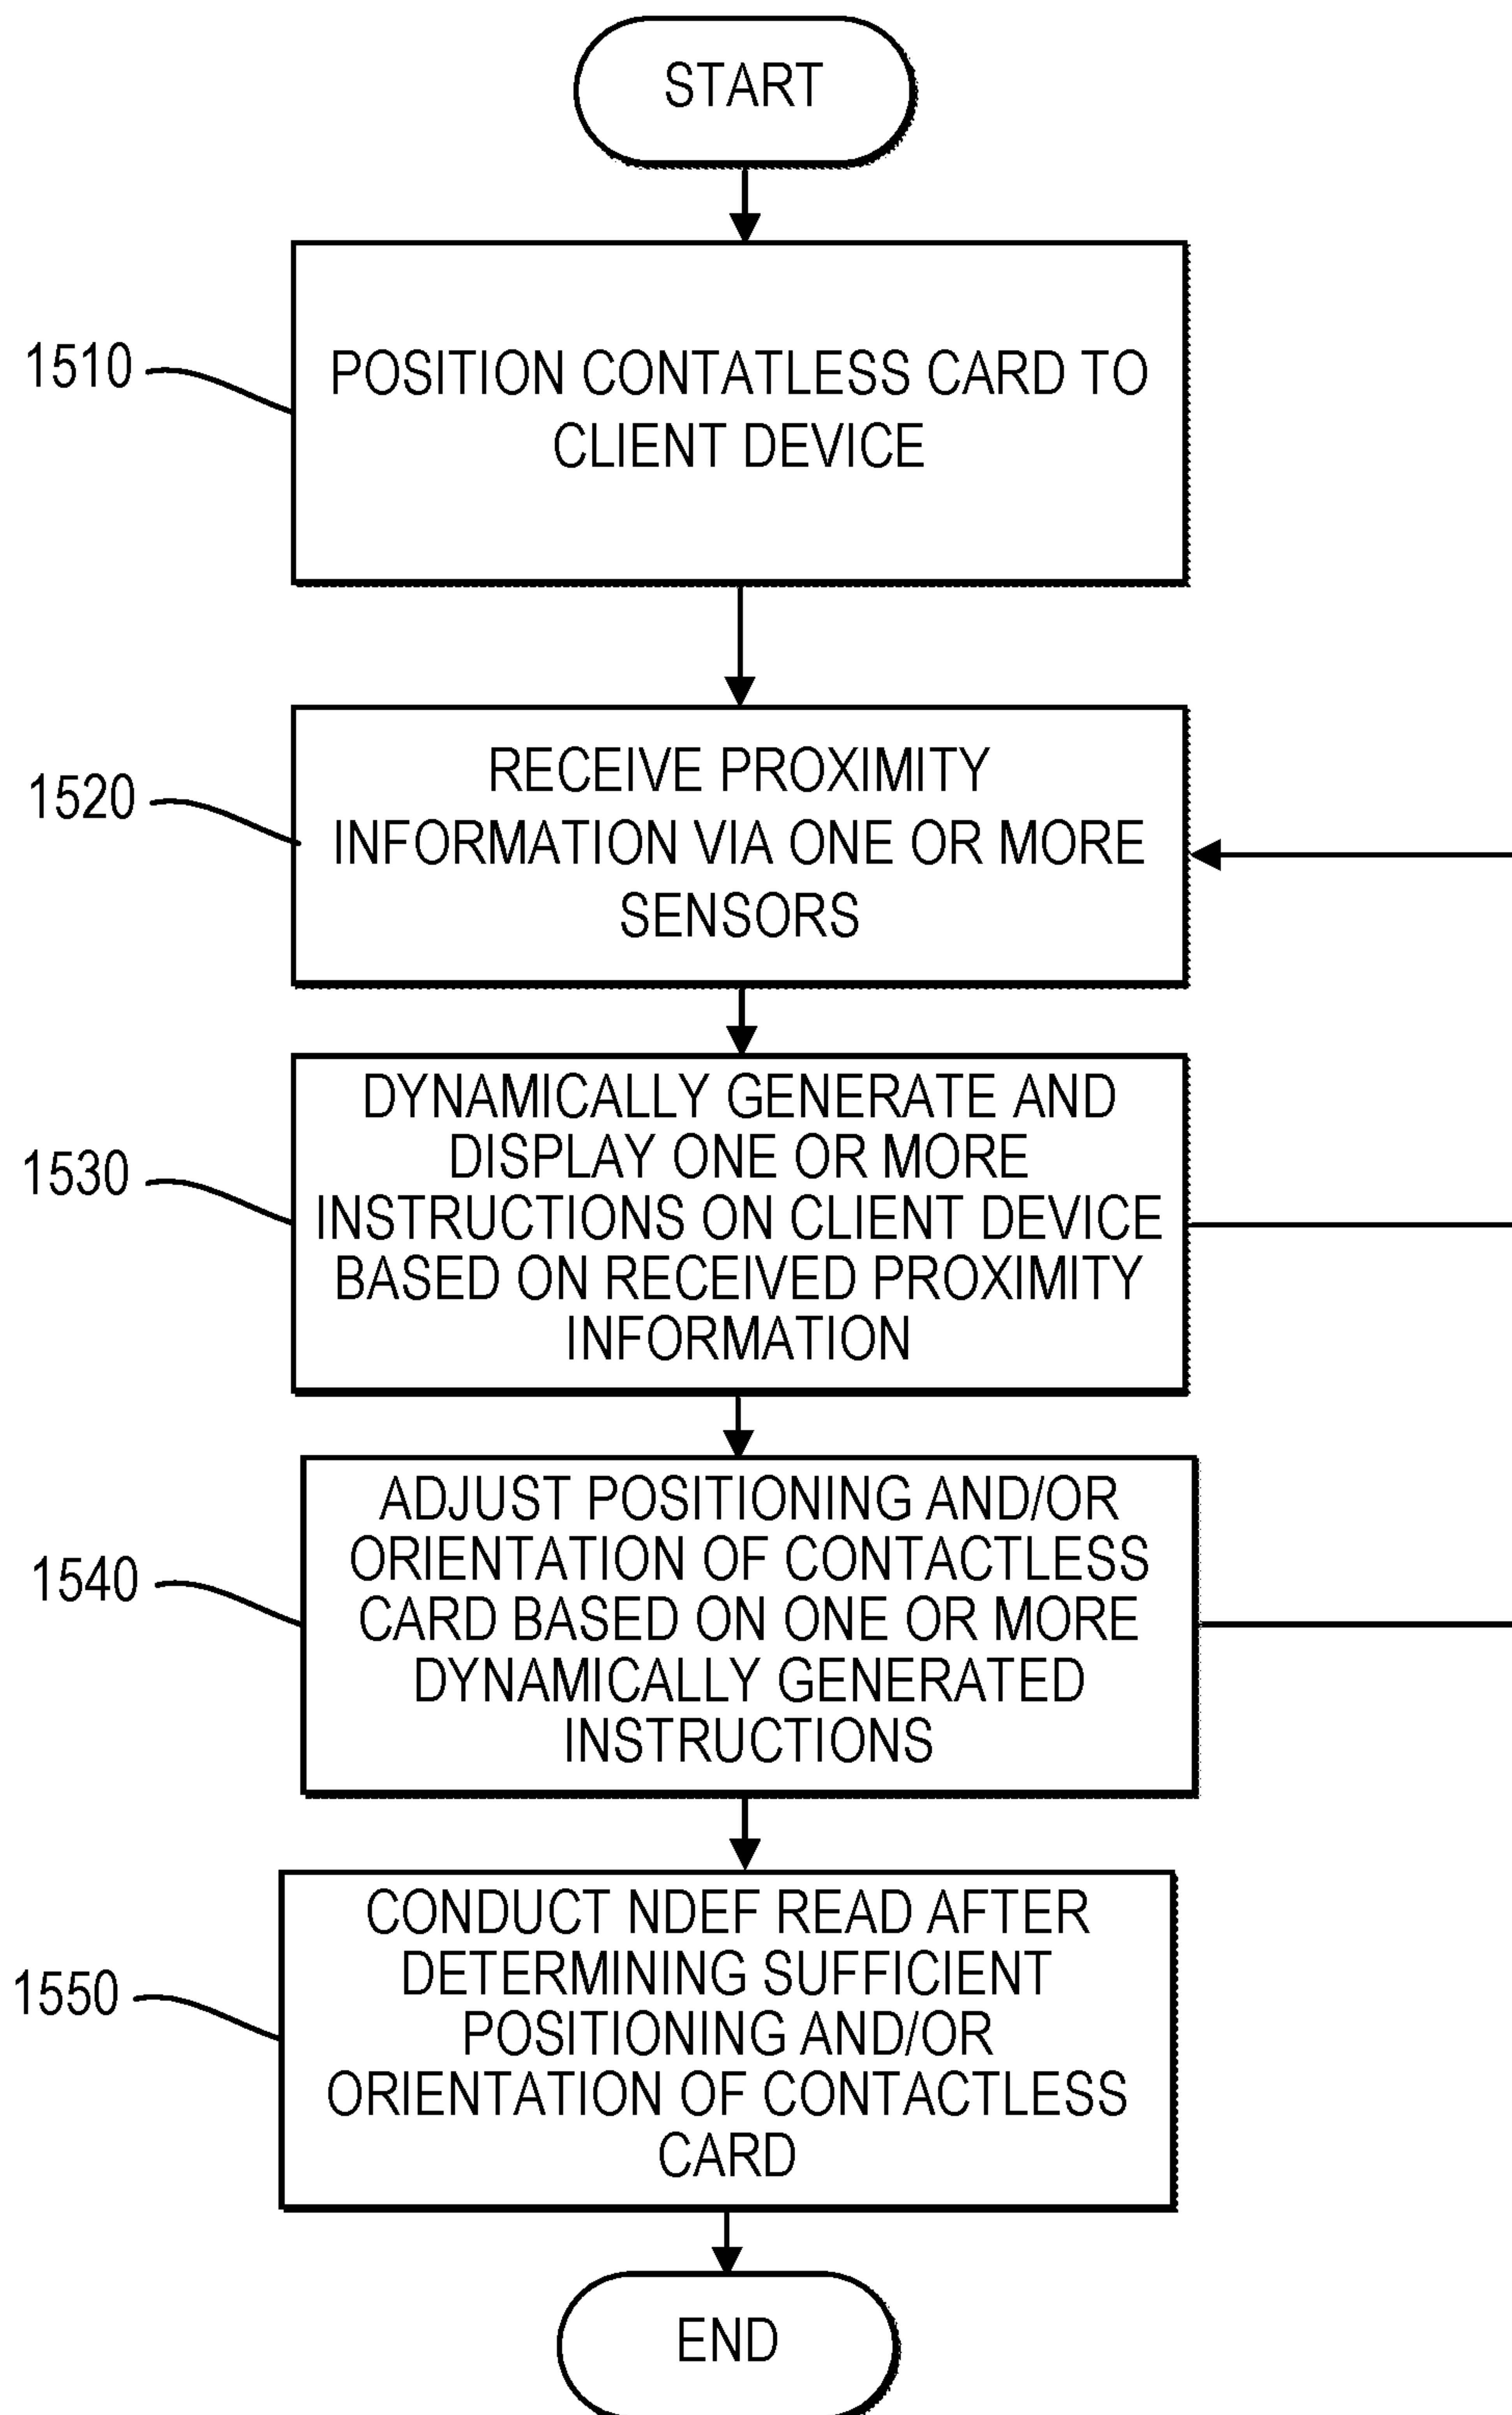 START
1510
POSITION CONTATLESS CARD TO
CLIENT DEVICE
1520
RECEIVE PROXIMITY
INFORMATION VIA ONE OR MORE
SENSORS
1530
DYNAMICALLY GENERATE AND
DISPLAY ONE OR MORE
INSTRUCTIONS ON CLIENT DEVICE
BASED ON RECEIVED PROXIMITY
INFORMATION
1540
ADJUST POSITIONING AND/OR
ORIENTATION OF CONTACTLESS
CARD BASED ON ONE OR MORE
DYNAMICALLY GENERATED
INSTRUCTIONS
1550
CONDUCT NDEF READ AFTER
DETERMINING SUFFICIENT
POSITIONING AND/OR
ORIENTATION OF CONTACTLESS
CARD
END